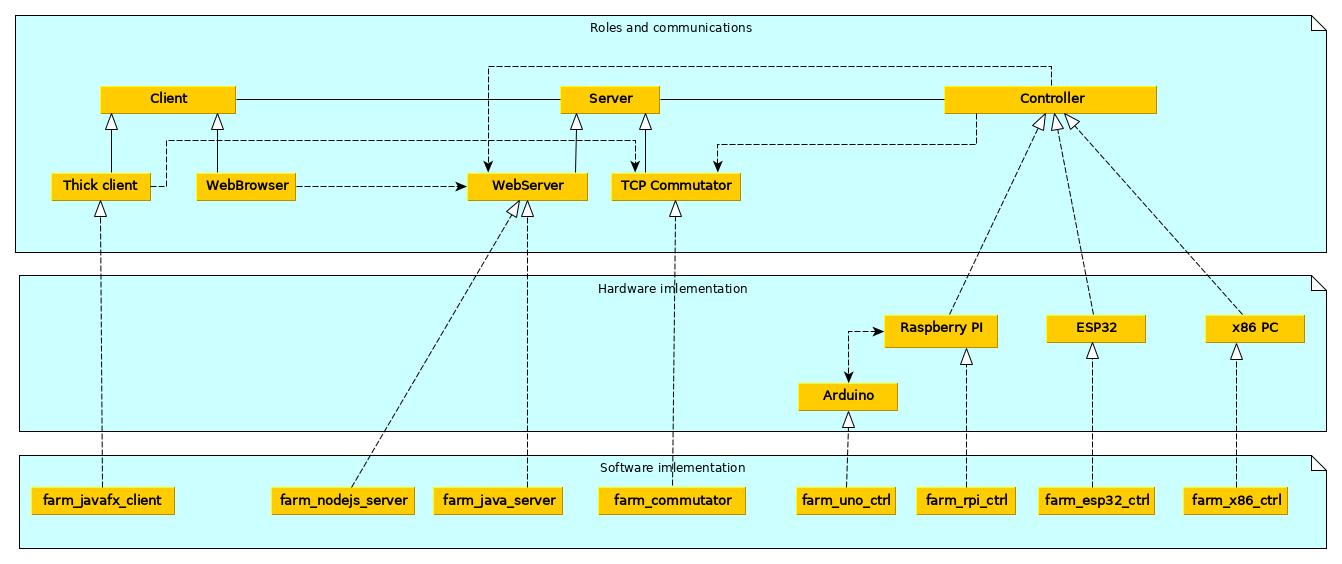 Roles and communications
Client
Server
Controller
Thick client
WebBrowser
WebServer
TCP Commutator
Hardware imlementation
Raspberry PI
ESP32
x86 PC
Arduino
Software imlementation
farm_javafx_client
farm_nodejs_server
farm_java_server
farm_commutator
farm_uno_ctrl
farm_rpi_ctrl
farm_esp32_ctrl
farm_x86_ctrl